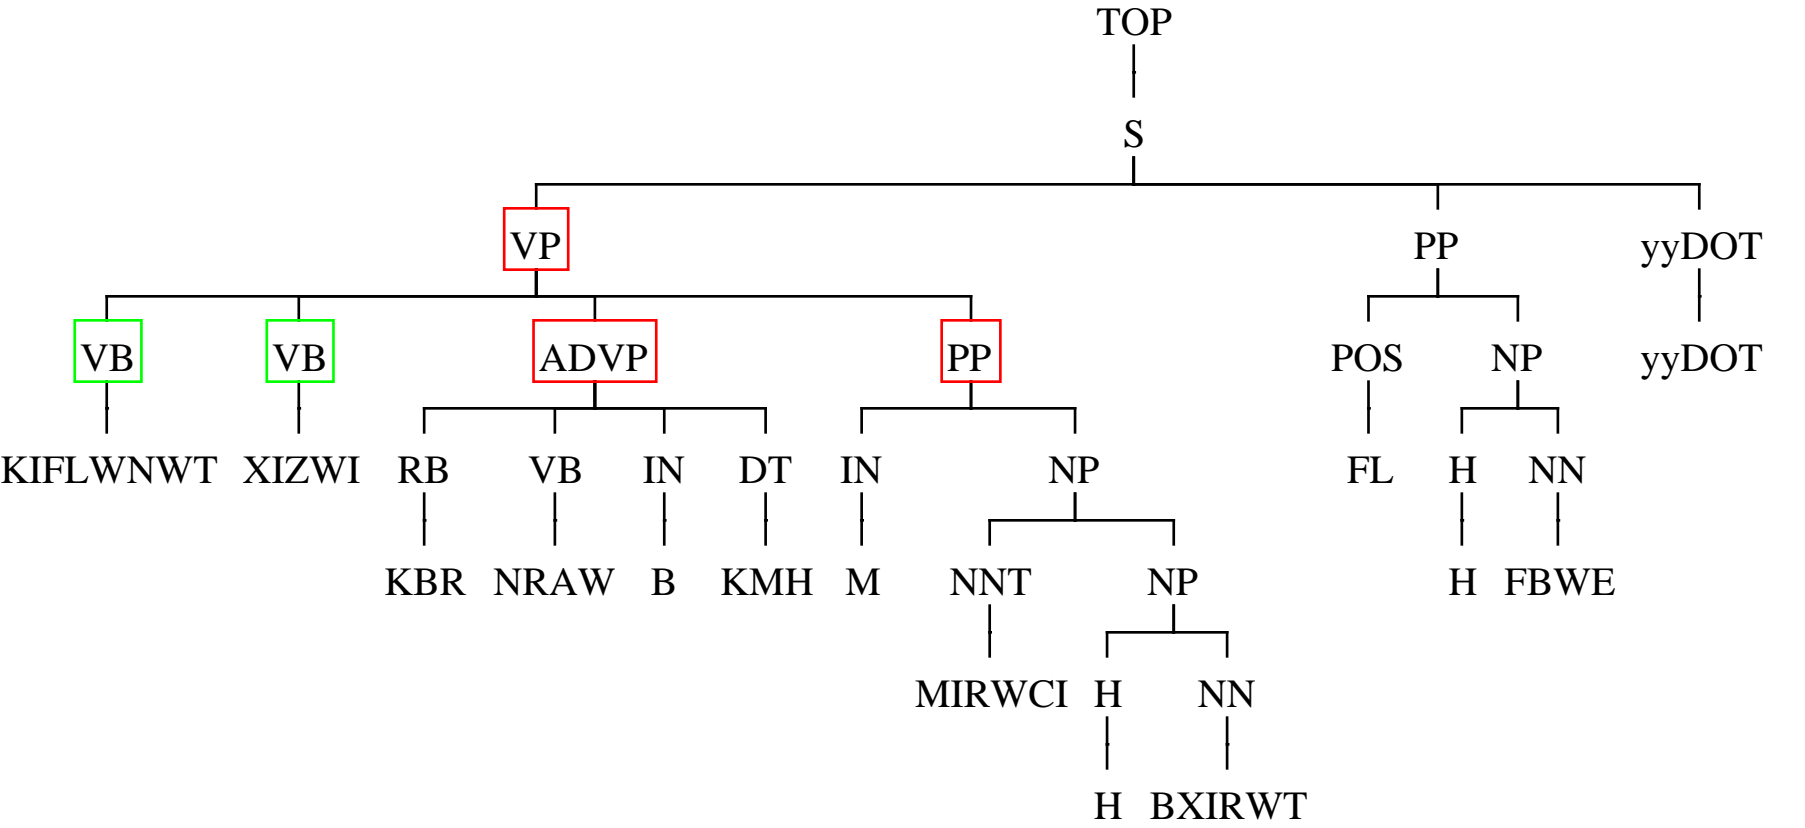 TOP
S
VP PP yyDOT
VB VB ADVP PP POS NP yyDOT
KIFLWNWT XIZWI RB VB IN DT IN NP FL H NN
KBR NRAW B KMH M NNT NP H FBWE
MIRWCI H NN
H BXIRWT